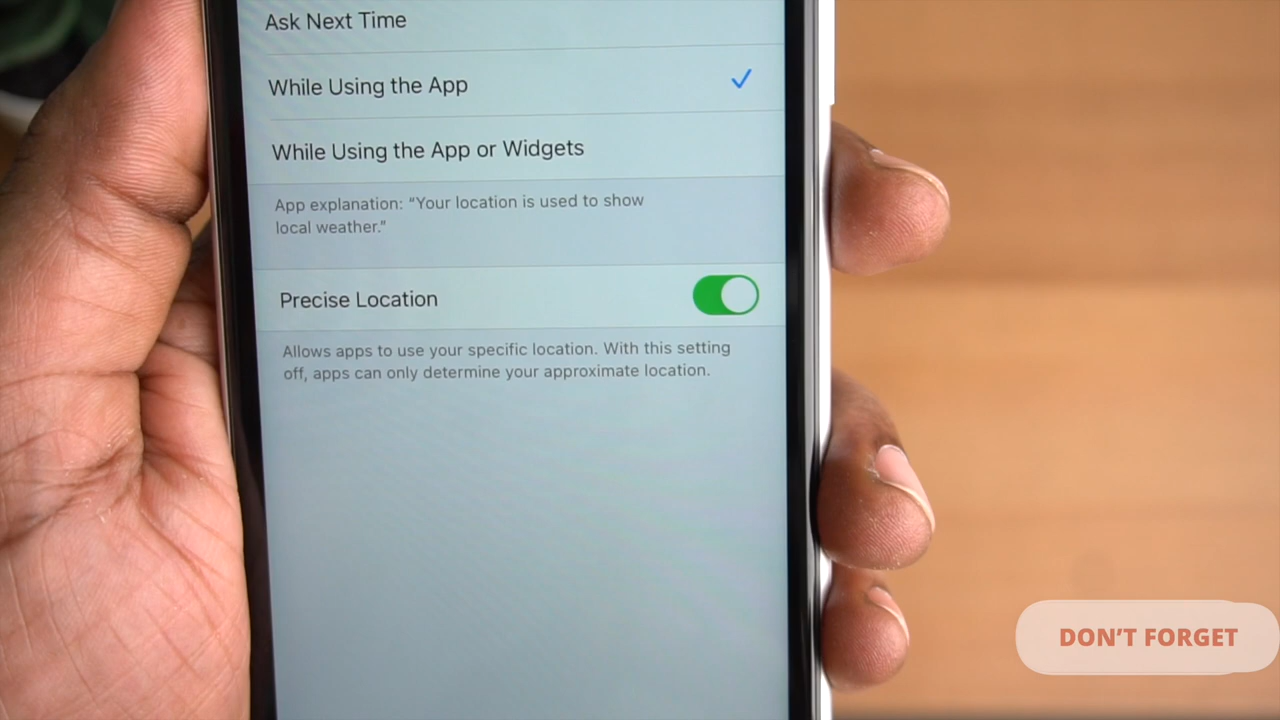 Ask Next Time
While Using the App
While Using the App or Widgets
App explanation: “Your location is used to show
local weather.”
Precise Location
Allows apps to use your specific location. With this setting
off, apps can only determine your approximate location.
DON’T FORGET